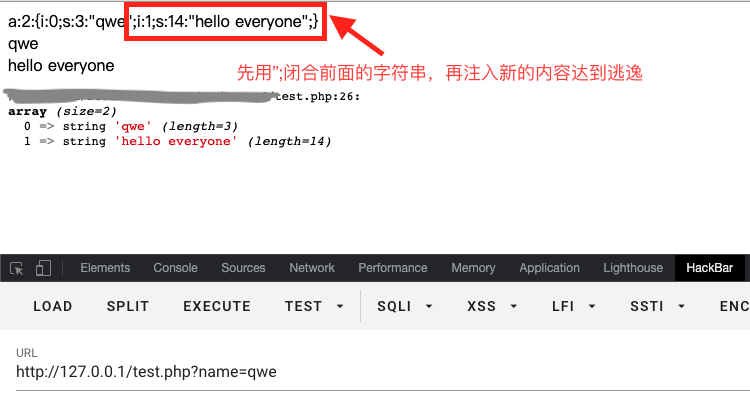 a:2:{i:0;s:3:"qwe";i:1;s:14:"hello everyone";}
qwe
hello everyone
先用”;闭合前面的字符串，再注入新的内容达到逃逸
/test.php:26:
array (size=2)
0 => string 'qwe' (length=3)
1 => string 'hello everyone' (length=14)
Elements Console Sources Network Performance Memory Application Lighthouse HackBar
LOAD SPLIT EXECUTE TEST SQLI XSS LFI SSTI ENC
URL
http://127.0.0.1/test.php?name=qwe